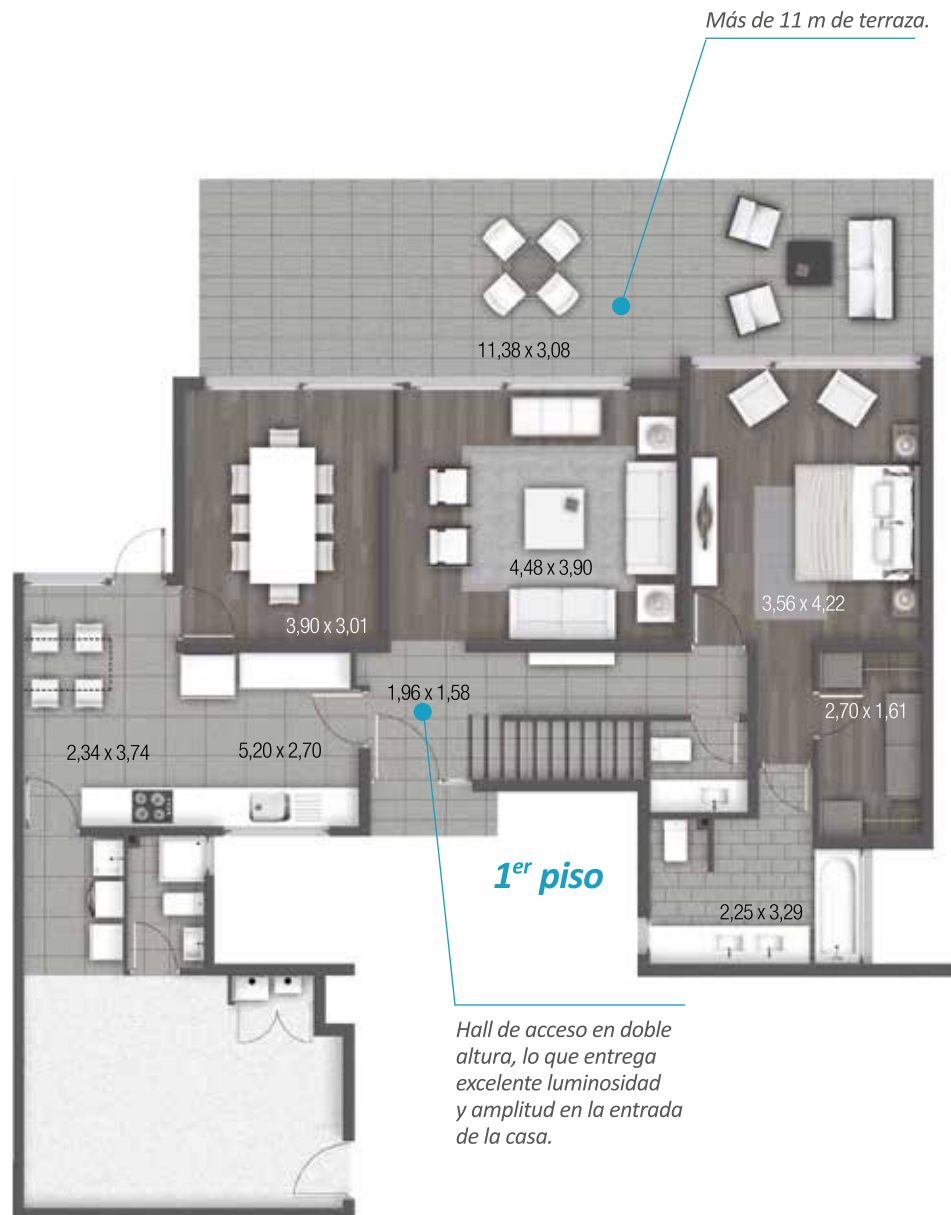 Más de 11 m de terraza.
11,38 x 3,08
4,48 x 3,90
3,90 x 3,01
3,56 x 4,22
1,96 x 1,58
2,70 x 1,61
2,34 x 3,74
5,20 x 2,70
1er piso
2,25 x 3,29
Hall de acceso en doble
altura, lo que entrega
excelente luminosidad
y amplitud en la entrada
de la casa.